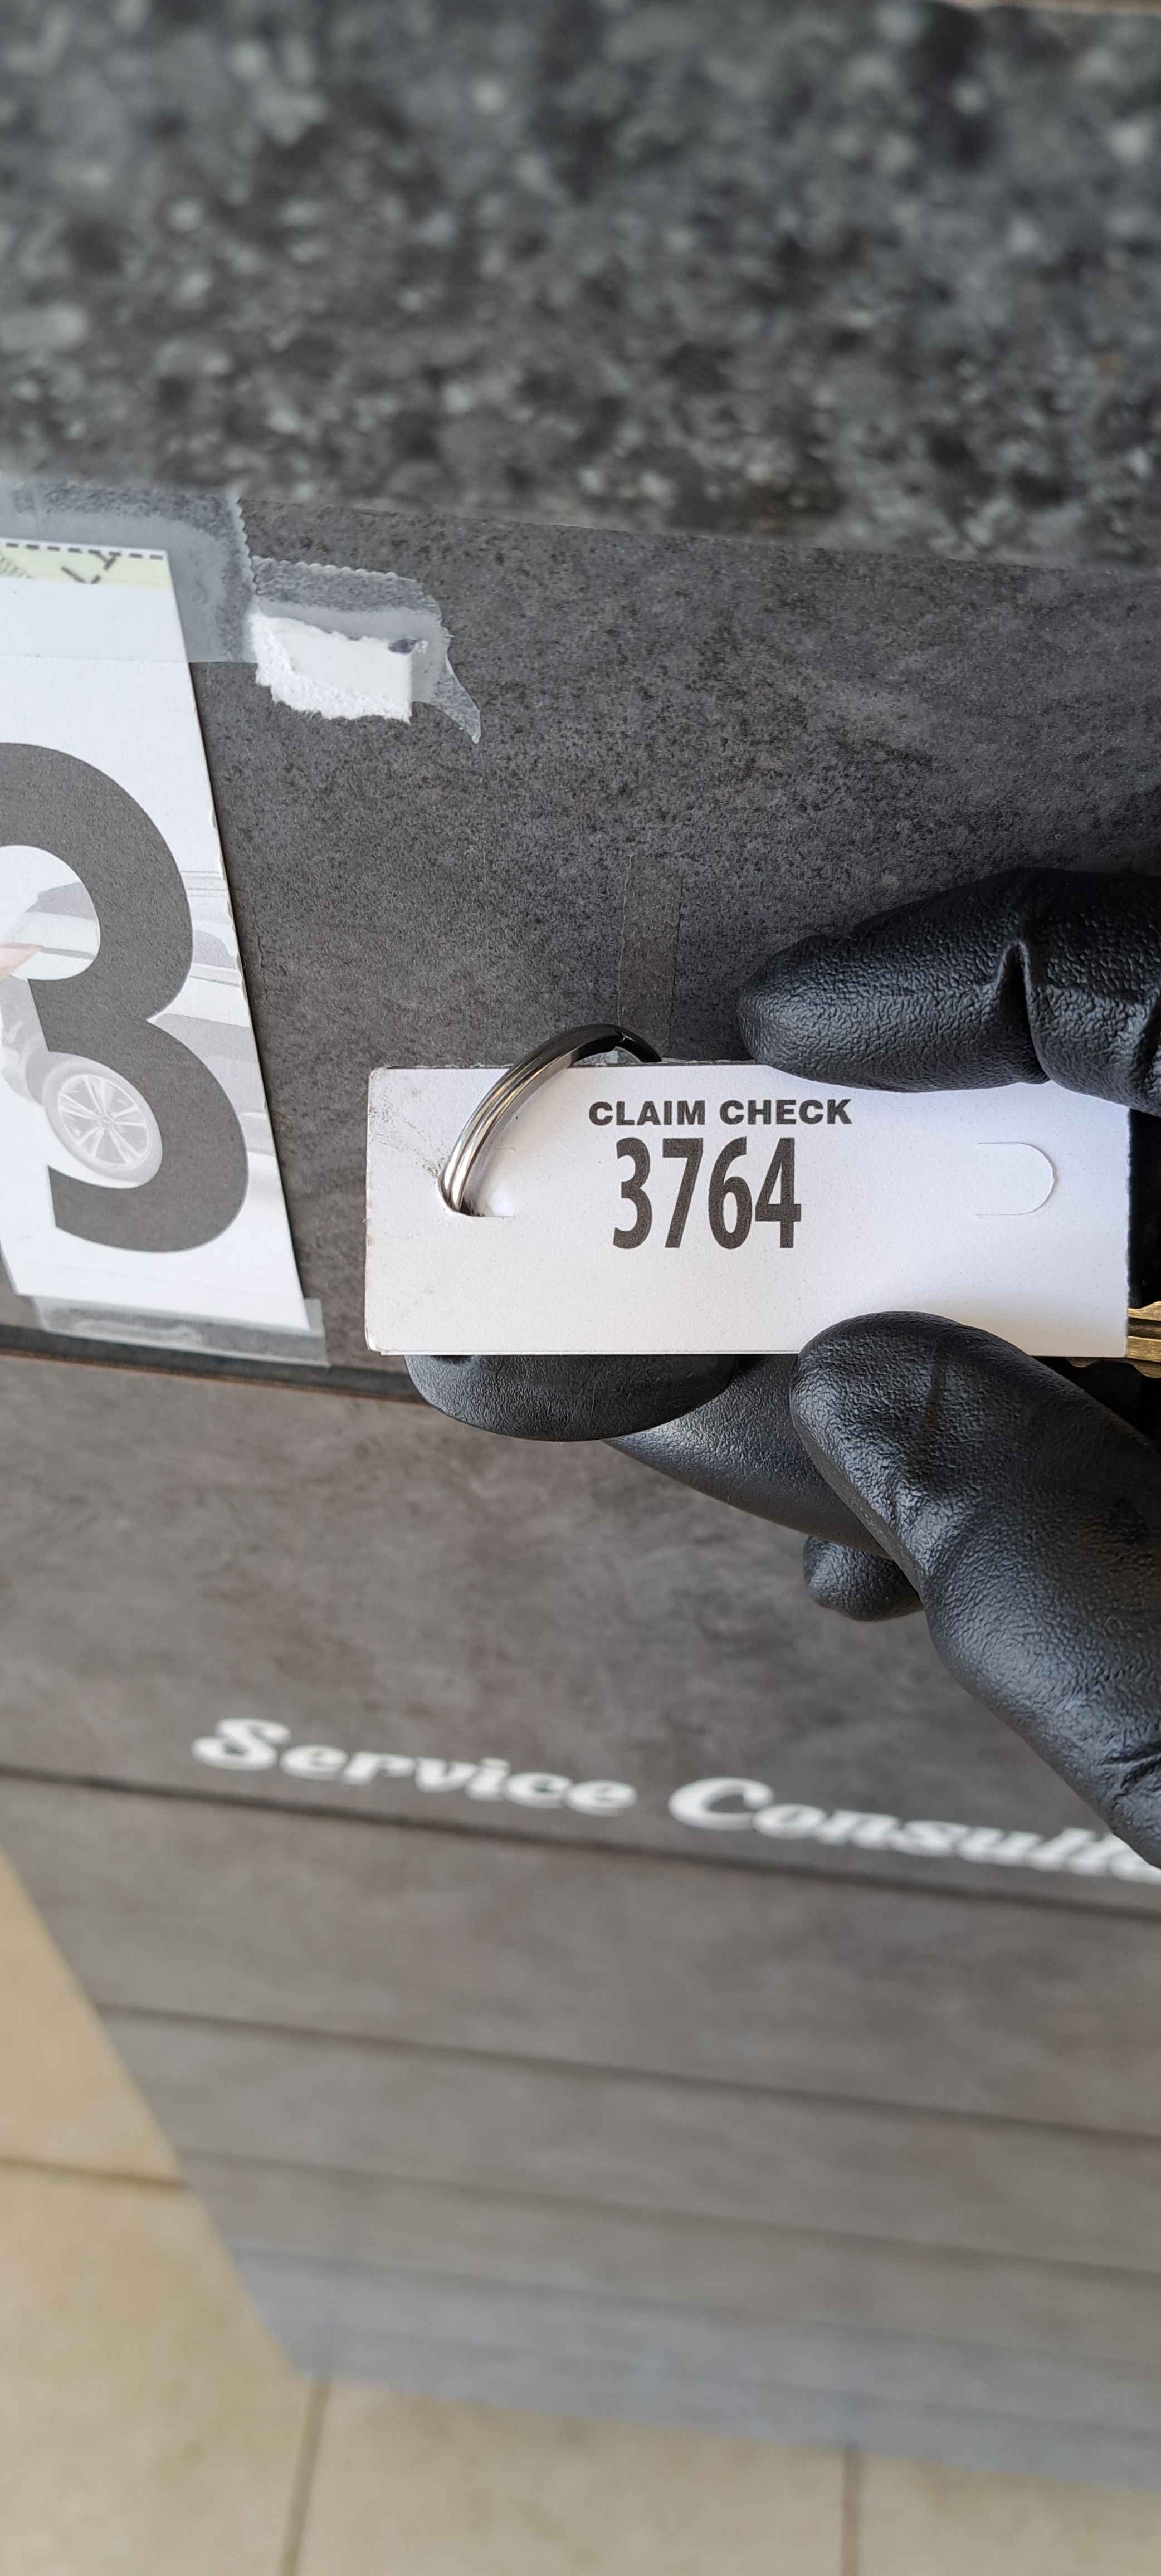 3
CLAIM CHECK
3764
Service